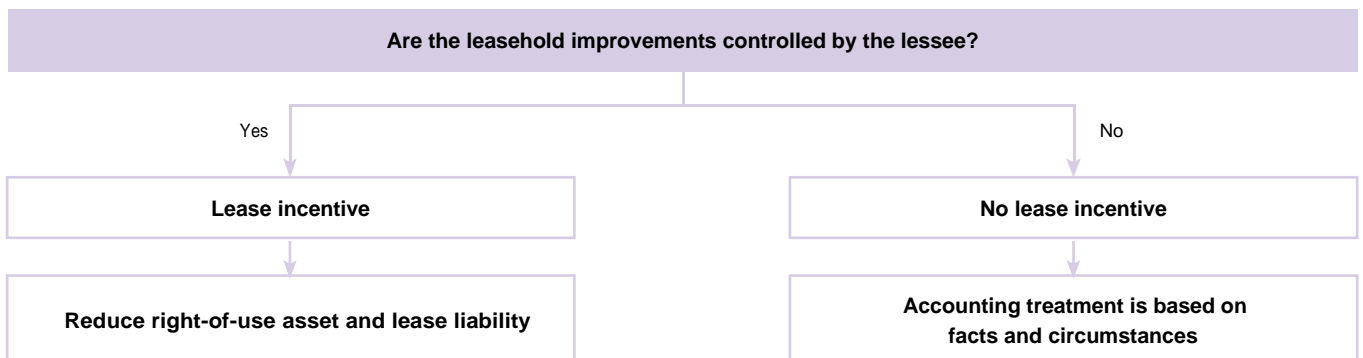 Are the leasehold improvements controlled by the lessee?
Yes
No
Lease incentive
No lease incentive
Reduce right-of-use asset and lease liability
Accounting treatment is based on
facts and circumstances